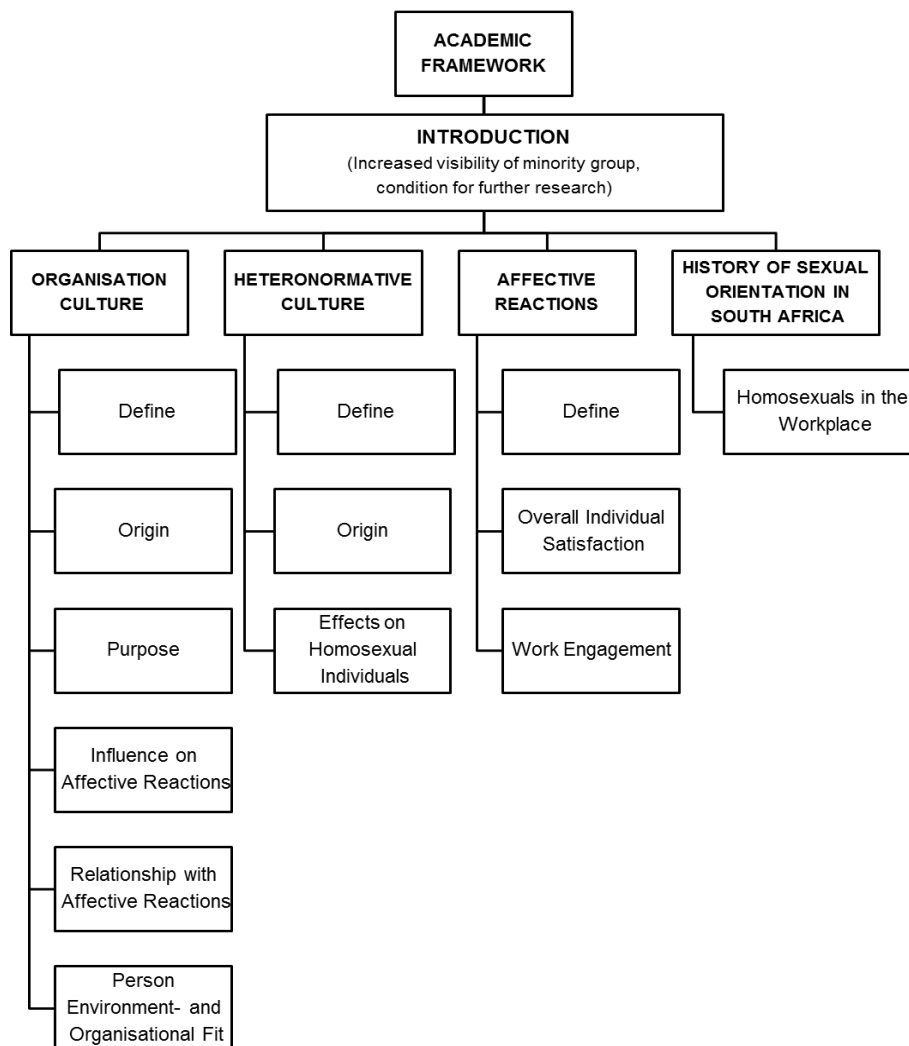 ACADEMIC
FRAMEWORK
INTRODUCTION
(Increased visibility of minority group,
condition for further research)
ORGANISATION
CULTURE
Define
Origin
Purpose
Influence on
Affective Reactions
Relationship with
Affective Reactions
Person
Environment- and
Organisational Fit
HETERONORMATIVE
CULTURE
Define
Origin
Effects on
Homosexual
Individuals
AFFECTIVE
REACTIONS
Define
Overall Individual
Satisfaction
Work Engagement
HISTORY OF SEXUAL
ORIENTATION IN
SOUTH AFRICA
Homosexuals in the
Workplace